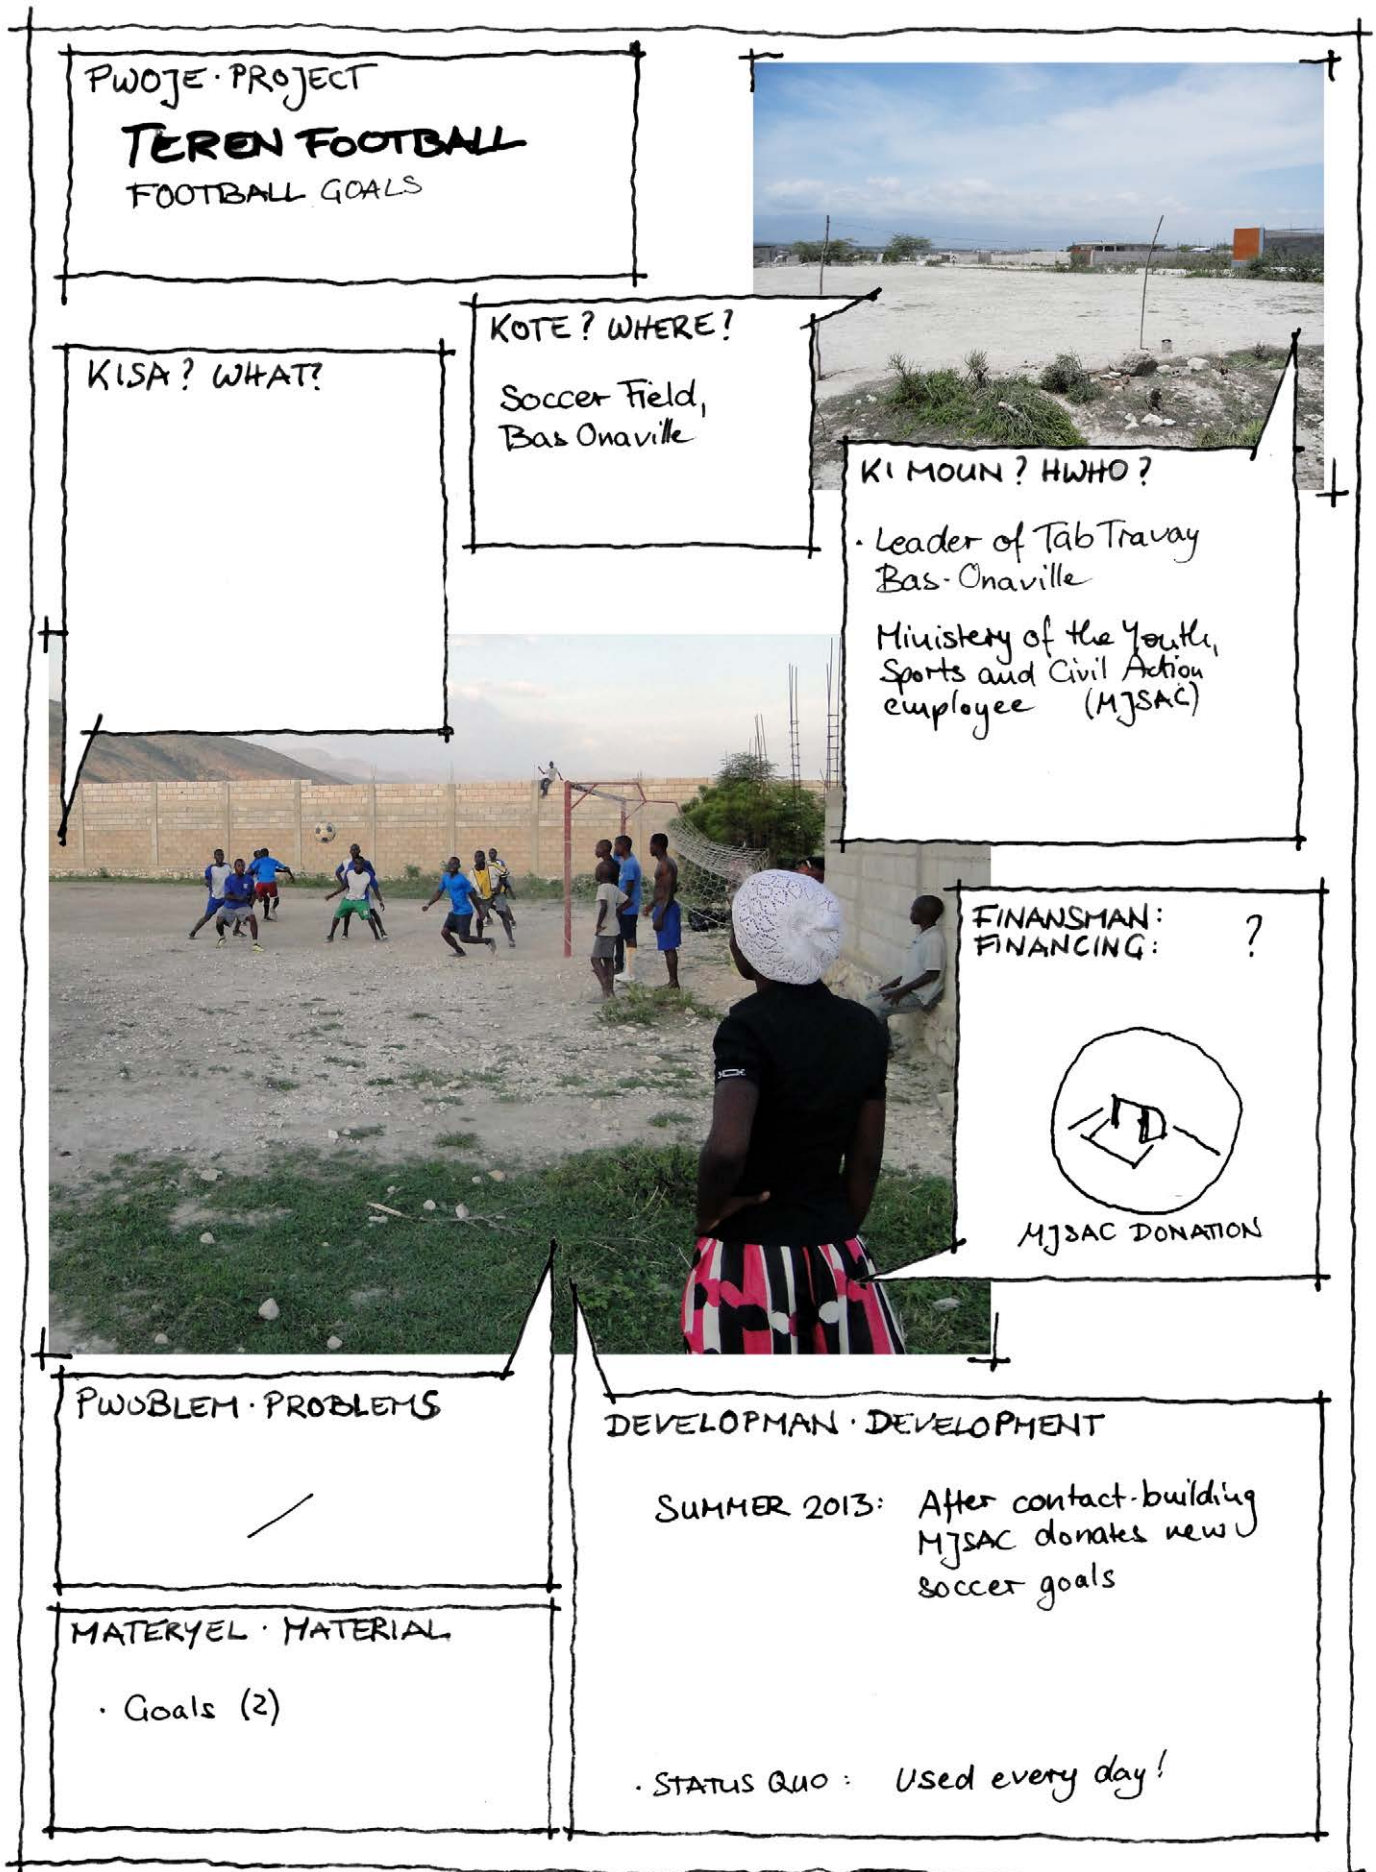 PWOJE · PROJECT
TEREN FOOTBALL
FOOTBALL GOALS
KOTE? WHERE?
Soccer Field,
Bas Onaville
KISA? WHAT?
KI MOUN? HWHO?
· Leader of Tab Travay
Bas-Onaville
Ministery of the Youth,
Sports and Civil Action
employee (MJSAC)
FINANSMAN:
FINANCING: ?
MJSAC DONATION
PWOBLEM · PROBLEMS
MATERYEL · MATERIAL
· Goals (2)
DEVELOPMAN · DEVELOPMENT
SUMMER 2013: After contact-building
MJSAC donates new
soccer goals
· STATUS QUO: Used every day!